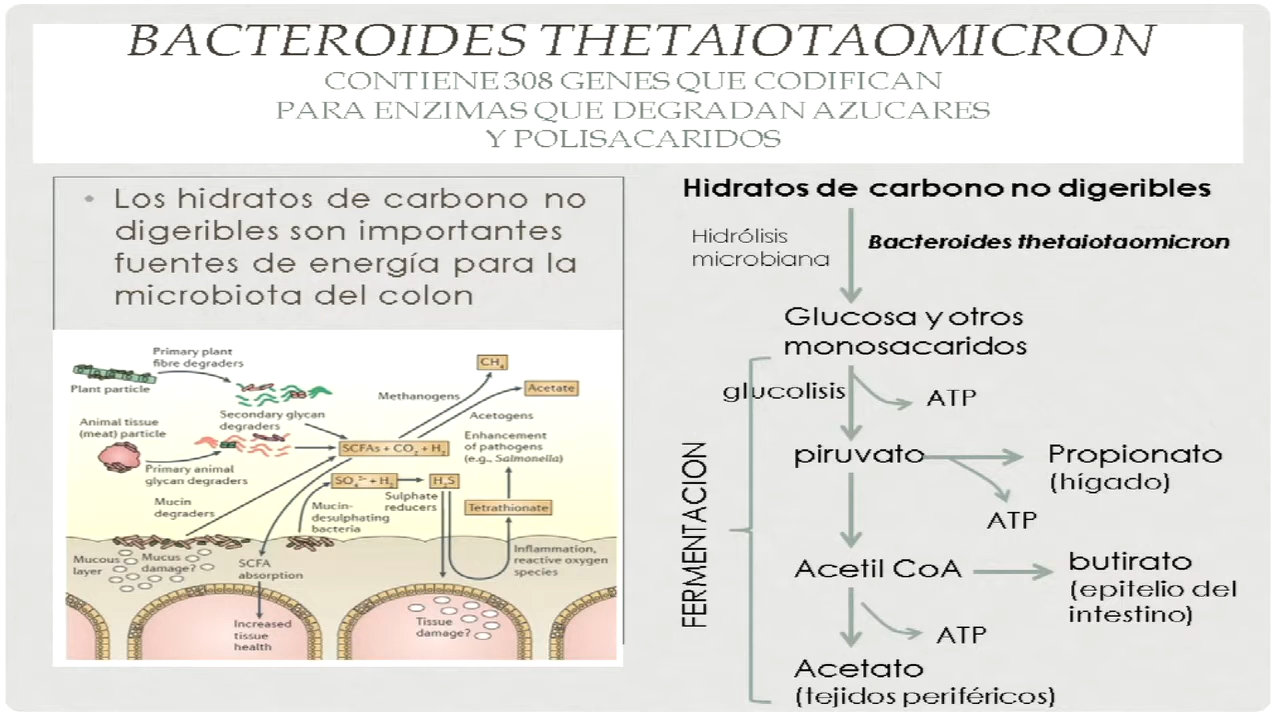 BACTEROIDES THETAIOTAOMICRON
CONTIENE 308 GENES QUE CODIFICAN
PARA ENZIMAS QUE DEGRADAN AZUCARES
Y POLISACARIDOS
• Los hidratos de carbono no
digeribles son importantes
fuentes de energía para la
microbiota del colon
Primary plant
fibre degraders
Plant particle
Animal tissue
(meat) particle
Secondary glycan
degraders
Primary animal
glycan degraders
Mucin
degraders
Methanogens
CH4
Acetate
Acetogens
SCFAs + CO2 + H2
Enhancement
of pathogens
(e.g., Salmonella)
SO4²⁻ + H2
H2S
Sulphate
reducers
Tetrathionate
Mucin-
desulphating
bacteria
Mucous
layer
Mucus
damage?
SCFA
absorption
Inflammation,
reactive oxygen
species
Increased
tissue
health
Tissue
damage?
Hidratos de carbono no digeribles
Hidrólisis
microbiana
Bacteroides thetaiotaomicron
Glucosa y otros
monosacaridos
glucolisis
ATP
piruvato
Propionato
(hígado)
ATP
FERMENTACION
Acetil CoA
butirato
(epitelio del
intestino)
ATP
Acetato
(tejidos periféricos)